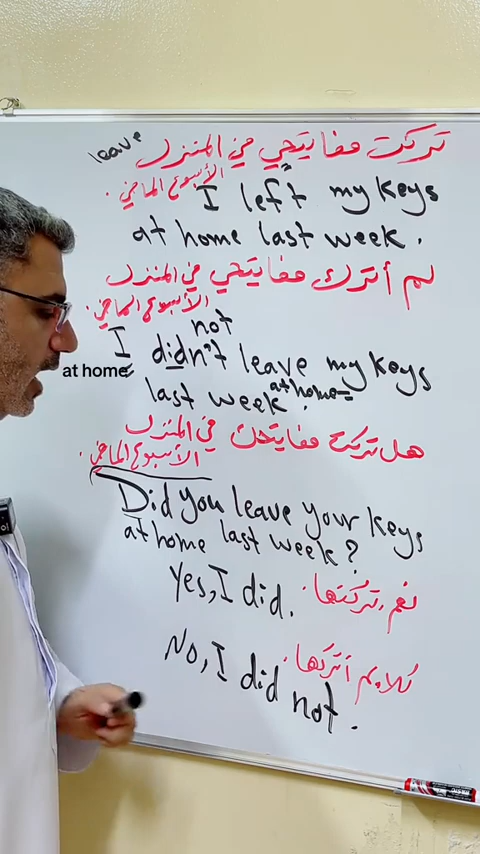 تركت مفاتيحي في المنزل leave
الأسبوع الماضي.
I left my keys
at home last week.
لم أترك مفاتيحي في المنزل
الأسبوع الماضي.
not
I didn't leave my keys
at home
last week. at home
هل تركت مفاتيحك في المنزل
الأسبوع الماضي.
Did you leave your keys
at home last week?
Yes, I did. نعم، تركتها.
No, I did not. كلا، لم أتركها.